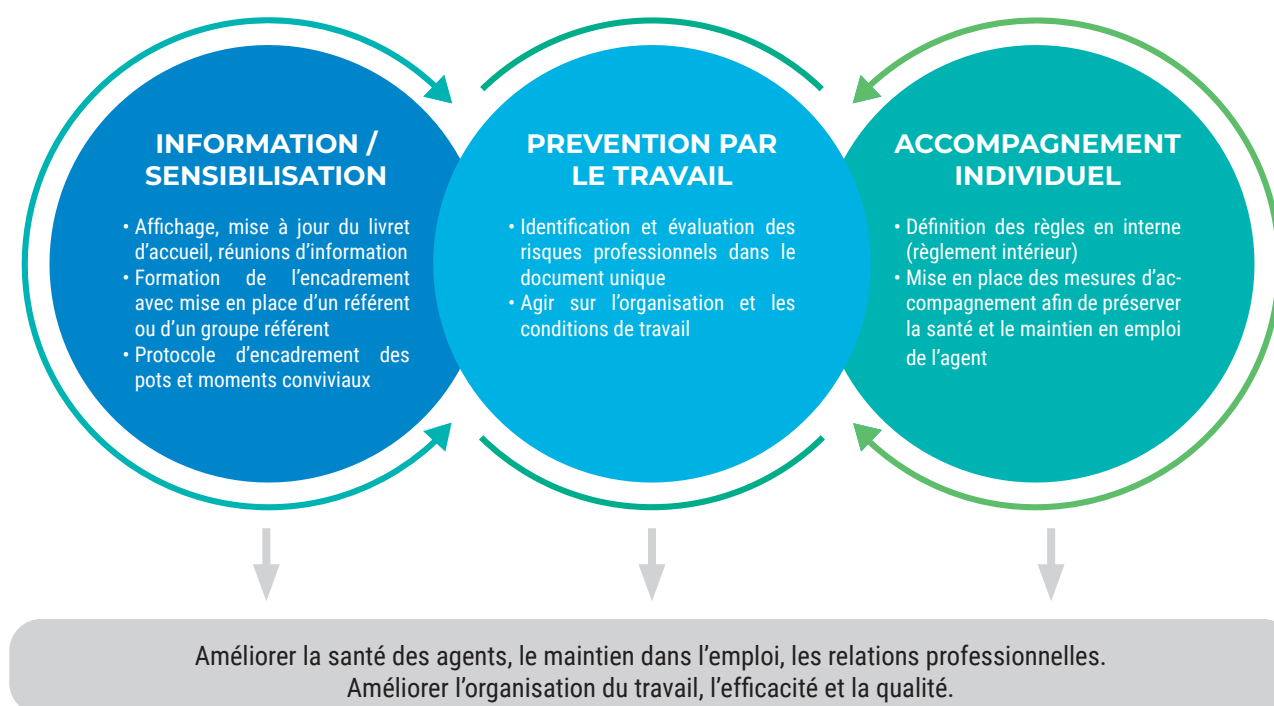 INFORMATION /
SENSIBILISATION
• Affichage, mise à jour du livret
d'accueil, réunions d'information
• Formation de l'encadrement
avec mise en place d'un référent
ou d'un groupe référent
• Protocole d'encadrement des
pots et moments conviviaux
PREVENTION PAR
LE TRAVAIL
• Identification et évaluation des
risques professionnels dans le
document unique
• Agir sur l'organisation et les
conditions de travail
ACCOMPAGNEMENT
INDIVIDUEL
• Définition des règles en interne
(règlement intérieur)
• Mise en place des mesures d'ac-
compagnement afin de préserver
la santé et le maintien en emploi
de l'agent
Améliorer la santé des agents, le maintien dans l'emploi, les relations professionnelles.
Améliorer l'organisation du travail, l'efficacité et la qualité.